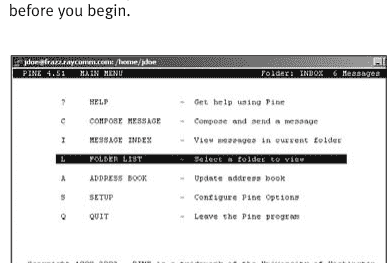 before you begin.
jdoe@frazz.raycomm.com: /home/jdoe
PINE 4.51 MAIN MENU Folder: INBOX 6 Messages
? HELP - Get help using Pine
C COMPOSE MESSAGE - Compose and send a message
I MESSAGE INDEX - View messages in current folder
L FOLDER LIST - Select a folder to view
A ADDRESS BOOK - Update address book
S SETUP - Configure Pine Options
Q QUIT - Leave the Pine program